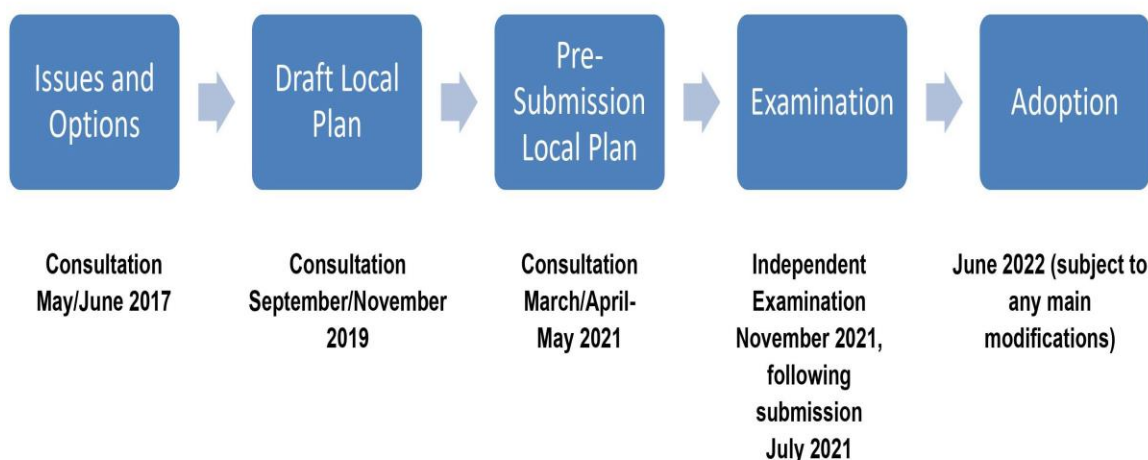 Issues and
Options
Draft Local
Plan
Pre-
Submission
Local Plan
Examination
Adoption
Consultation
May/June 2017
Consultation
September/November
2019
Consultation
March/April-
May 2021
Independent
Examination
November 2021,
following
submission
July 2021
June 2022 (subject to
any main
modifications)